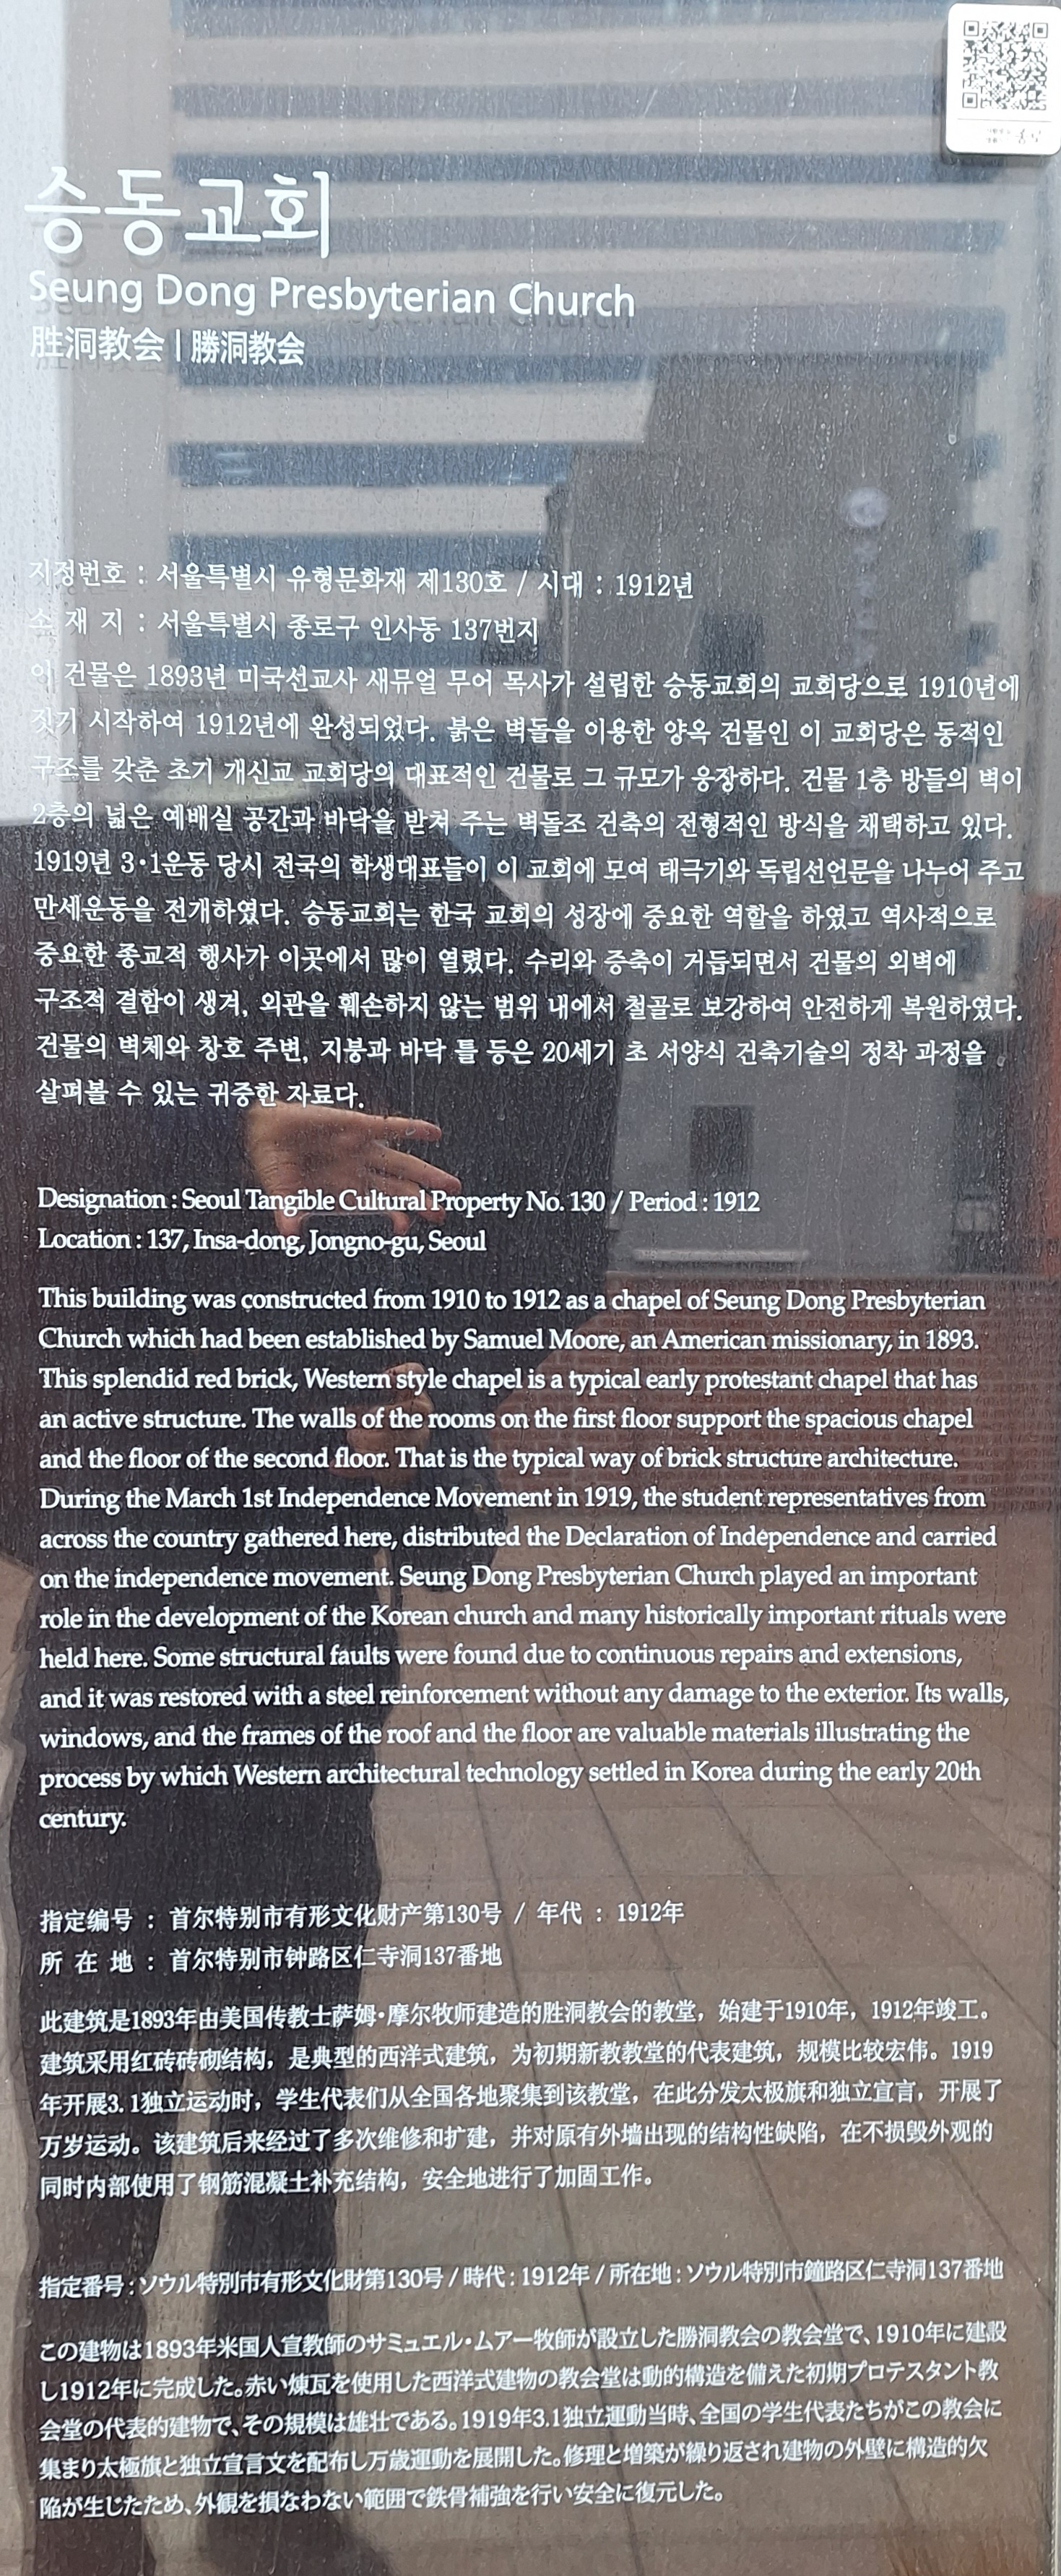 승동교회
Seung Dong Presbyterian Church
胜洞教会 | 勝洞教会
지정번호 : 서울특별시 유형문화재 제130호 / 시대 : 1912년
소 재 지 : 서울특별시 종로구 인사동 137번지
이 건물은 1893년 미국선교사 새뮤얼 무어 목사가 설립한 승동교회의 교회당으로 1910년에
짓기 시작하여 1912년에 완성되었다. 붉은 벽돌을 이용한 양옥 건물인 이 교회당은 동적인
구조를 갖춘 초기 개신교 교회당의 대표적인 건물로 그 규모가 웅장하다. 건물 1층 방들의 벽이
2층의 넓은 예배실 공간과 바닥을 받쳐 주는 벽돌조 건축의 전형적인 방식을 채택하고 있다.
1919년 3·1운동 당시 전국의 학생대표들이 이 교회에 모여 태극기와 독립선언문을 나누어 주고
만세운동을 전개하였다. 승동교회는 한국 교회의 성장에 중요한 역할을 하였고 역사적으로
중요한 종교적 행사가 이곳에서 많이 열렸다. 수리와 증축이 거듭되면서 건물의 외벽에
구조적 결함이 생겨, 외관을 훼손하지 않는 범위 내에서 철골로 보강하여 안전하게 복원하였다.
건물의 벽체와 창호 주변, 지붕과 바닥 틀 등은 20세기 초 서양식 건축기술의 정착 과정을
살펴볼 수 있는 귀중한 자료다.
Designation : Seoul Tangible Cultural Property No. 130 / Period : 1912
Location : 137, Insa-dong, Jongno-gu, Seoul
This building was constructed from 1910 to 1912 as a chapel of Seung Dong Presbyterian
Church which had been established by Samuel Moore, an American missionary, in 1893.
This splendid red brick, Western style chapel is a typical early protestant chapel that has
an active structure. The walls of the rooms on the first floor support the spacious chapel
and the floor of the second floor. That is the typical way of brick structure architecture.
During the March 1st Independence Movement in 1919, the student representatives from
across the country gathered here, distributed the Declaration of Independence and carried
on the independence movement. Seung Dong Presbyterian Church played an important
role in the development of the Korean church and many historically important rituals were
held here. Some structural faults were found due to continuous repairs and extensions,
and it was restored with a steel reinforcement without any damage to the exterior. Its walls,
windows, and the frames of the roof and the floor are valuable materials illustrating the
process by which Western architectural technology settled in Korea during the early 20th
century.
指定编号 : 首尔特别市有形文化财产第130号 / 年代 : 1912年
所 在 地 : 首尔特别市钟路区仁寺洞137番地
此建筑是1893年由美国传教士萨姆·摩尔牧师建造的胜洞教会的教堂，始建于1910年，1912年竣工。
建筑采用红砖砖砌结构，是典型的西洋式建筑，为初期新教教堂的代表建筑，规模比较宏伟。1919
年开展3.1独立运动时，学生代表们从全国各地聚集到该教堂，在此分发太极旗和独立宣言，开展了
万岁运动。该建筑后来经过了多次维修和扩建，并对原有外墙出现的结构性缺陷，在不损毁外观的
同时内部使用了钢筋混凝土补充结构，安全地进行了加固工作。
指定番号 : ソウル特別市有形文化財第130号 / 時代 : 1912年 / 所在地 : ソウル特別市鐘路区仁寺洞137番地
この建物は1893年米国人宣教師のサミュエル・ムアー牧師が設立した勝洞教会の教会堂で、1910年に建設
し1912年に完成した。赤い煉瓦を使用した西洋式建物の教会堂は動的構造を備えた初期プロテスタント教
会堂の代表的建物で、その規模は雄壮である。1919年3.1独立運動当時、全国の学生代表たちがこの教会に
集まり太極旗と独立宣言文を配布し万歳運動を展開した。修理と増築が繰り返され建物の外壁に構造的欠
陥が生じたため、外観を損なわない範囲で鉄骨補強を行い安全に復元した。